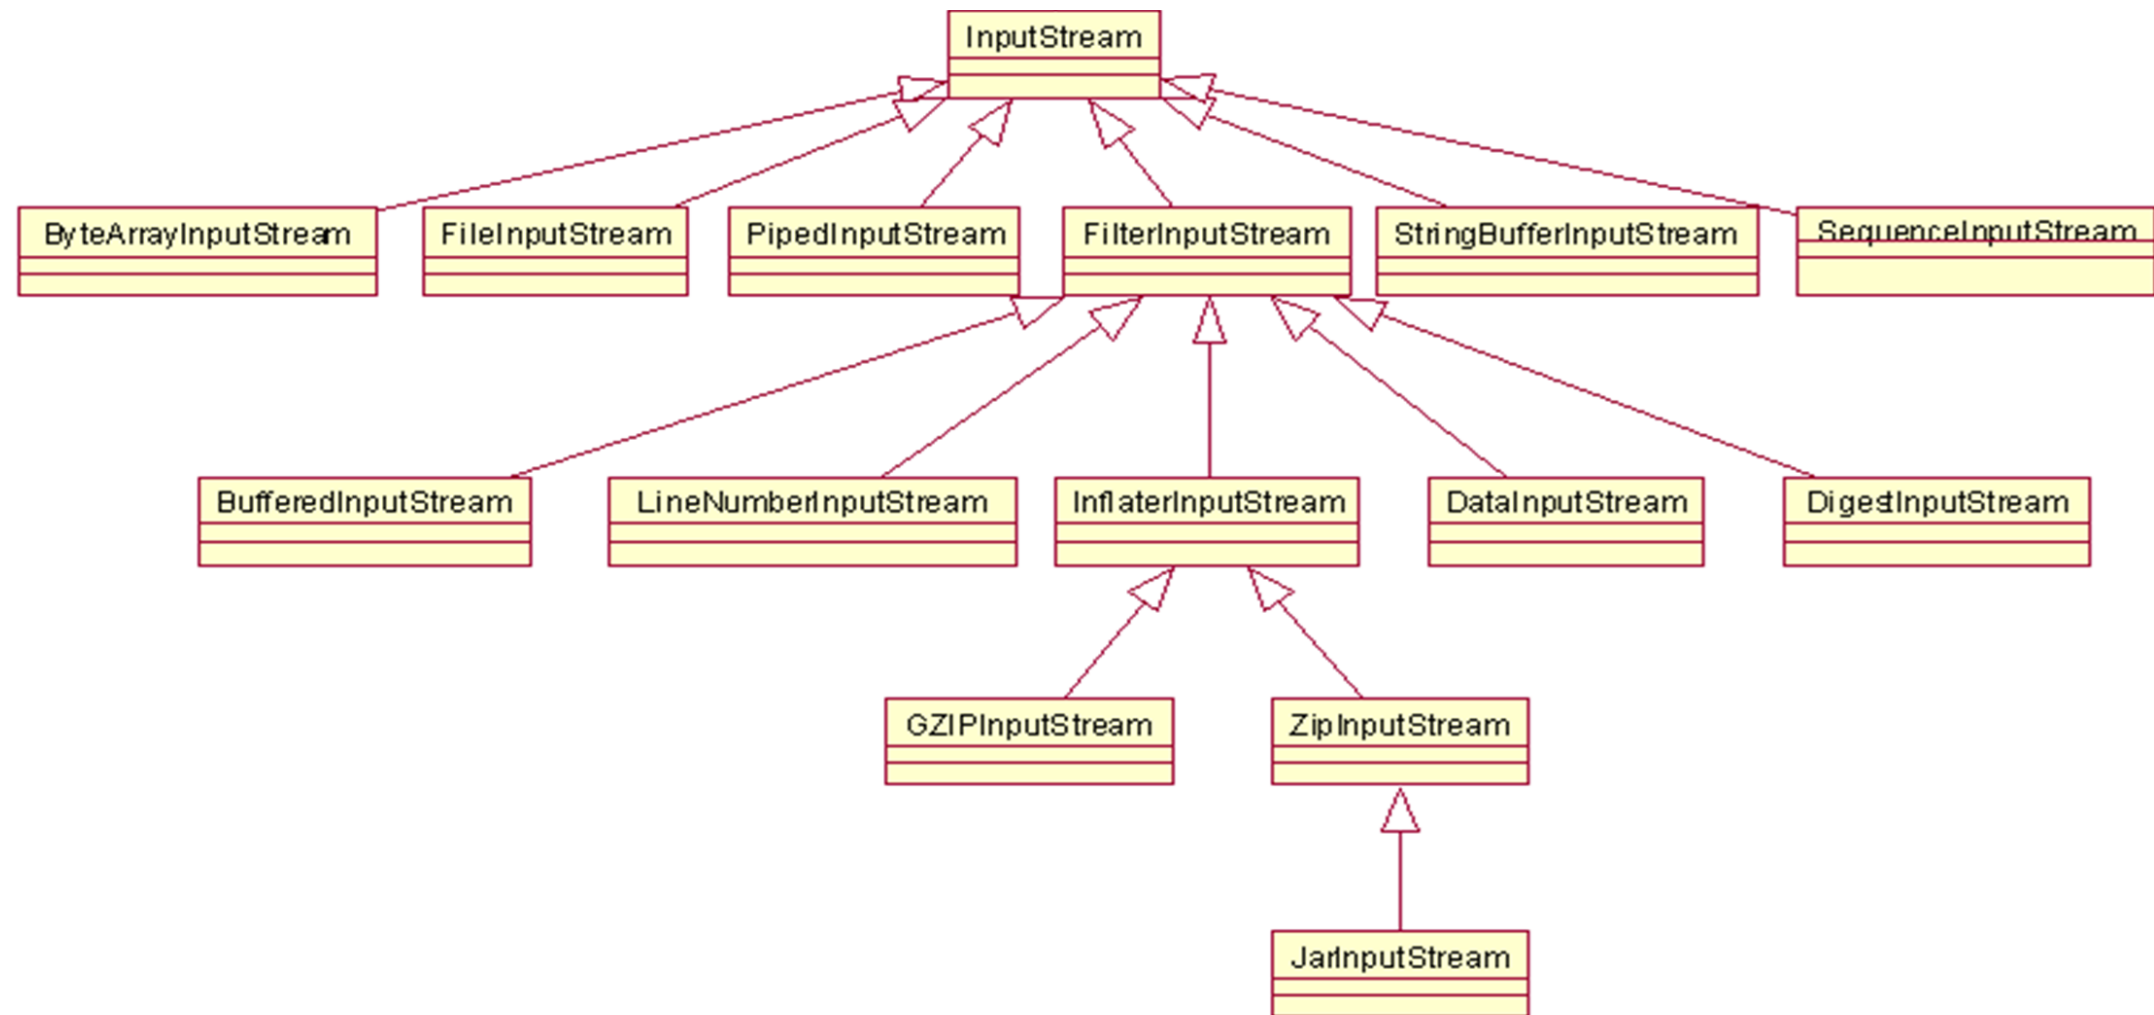 InputStream
ByteArrayInputStream
FileInputStream
PipedInputStream
FilterInputStream
StringBufferInputStream
SequenceInputStream
BufferedInputStream
LineNumberInputStream
InflaterInputStream
DataInputStream
DigestInputStream
GZIPInputStream
ZipInputStream
JarInputStream